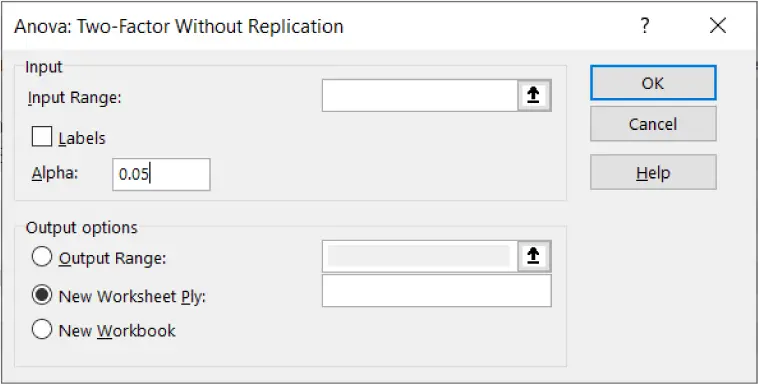 Anova: Two-Factor Without Replication ?
Input
Input Range:
Labels
Alpha: 0.05
OK
Cancel
Help
Output options
Output Range:
New Worksheet Ply:
New Workbook